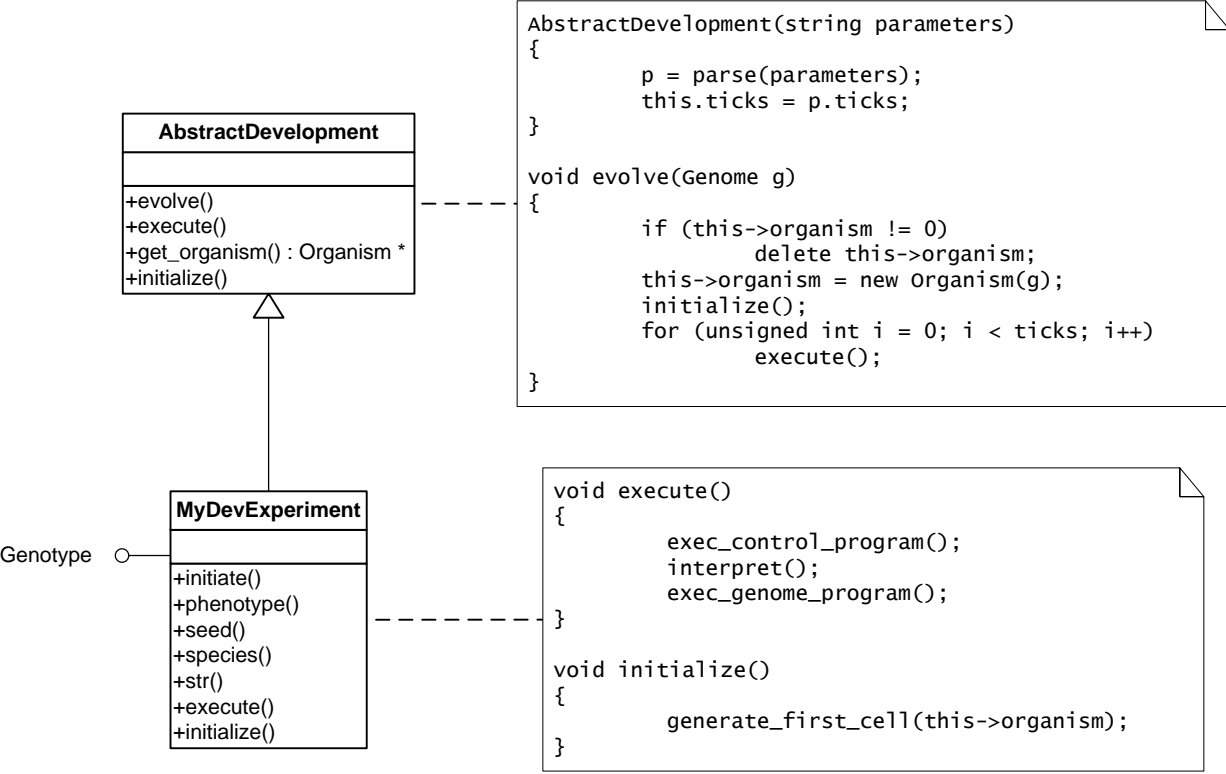 AbstractDevelopment
+evolve()
+execute()
+get_organism() : Organism *
+initialize()
AbstractDevelopment(string parameters)
{
p = parse(parameters);
this.ticks = p.ticks;
}
void evolve(Genome g)
{
if (this->organism != 0)
delete this->organism;
this->organism = new Organism(g);
initialize();
for (unsigned int i = 0; i < ticks; i++)
execute();
}
Genotype
MyDevExperiment
+initiate()
+phenotype()
+seed()
+species()
+str()
+execute()
+initialize()
void execute()
{
exec_control_program();
interpret();
exec_genome_program();
}
void initialize()
{
generate_first_cell(this->organism);
}